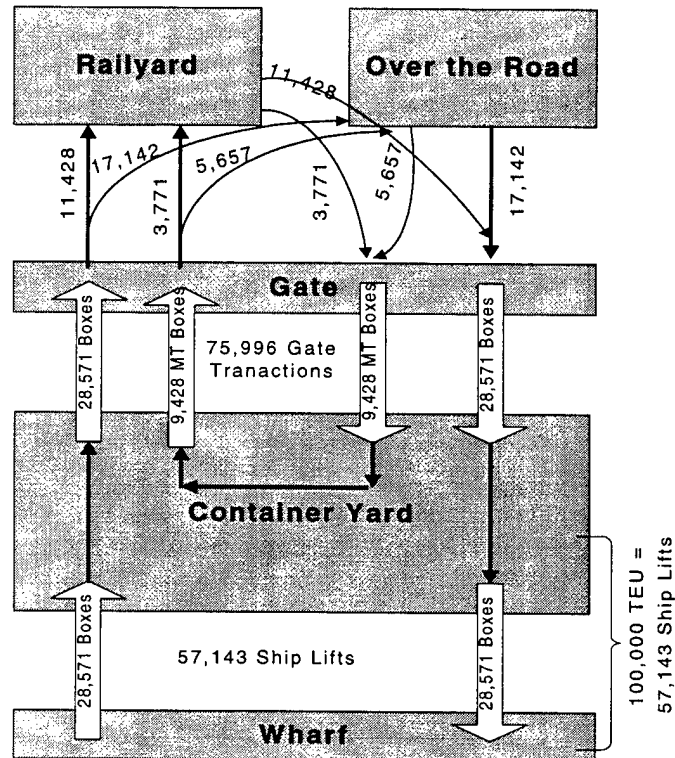 Railyard
Over the Road
11,428
11,428
17,142
3,771
5,657
3,771
5,657
17,142
Gate
28,571 Boxes
9,428 MT Boxes
75,996 Gate
Tranactions
9,428 MT Boxes
28,571 Boxes
Container Yard
28,571 Boxes
57,143 Ship Lifts
28,571 Boxes
100,000 TEU =
57,143 Ship Lifts
Wharf